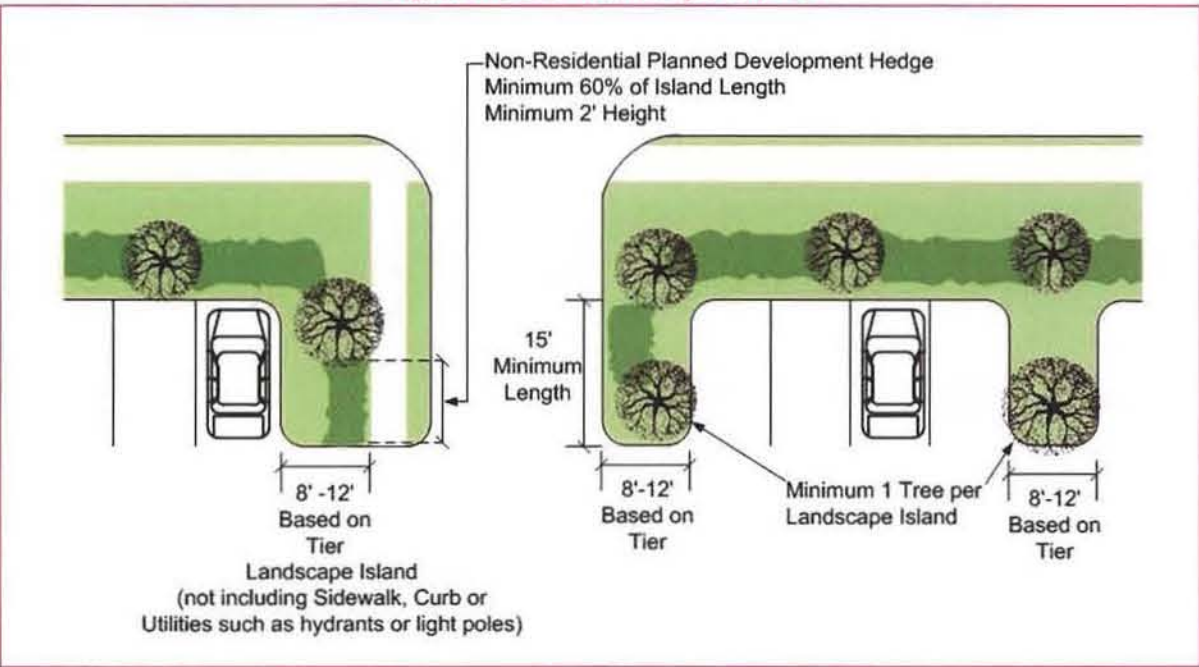 Non-Residential Planned Development Hedge
Minimum 60% of Island Length
Minimum 2' Height
15'
Minimum
Length
8' -12'
Based on
Tier
Landscape Island
(not including Sidewalk, Curb or
Utilities such as hydrants or light poles)
8'-12'
Based on
Tier
Minimum 1 Tree per
Landscape Island
8'-12'
Based on
Tier